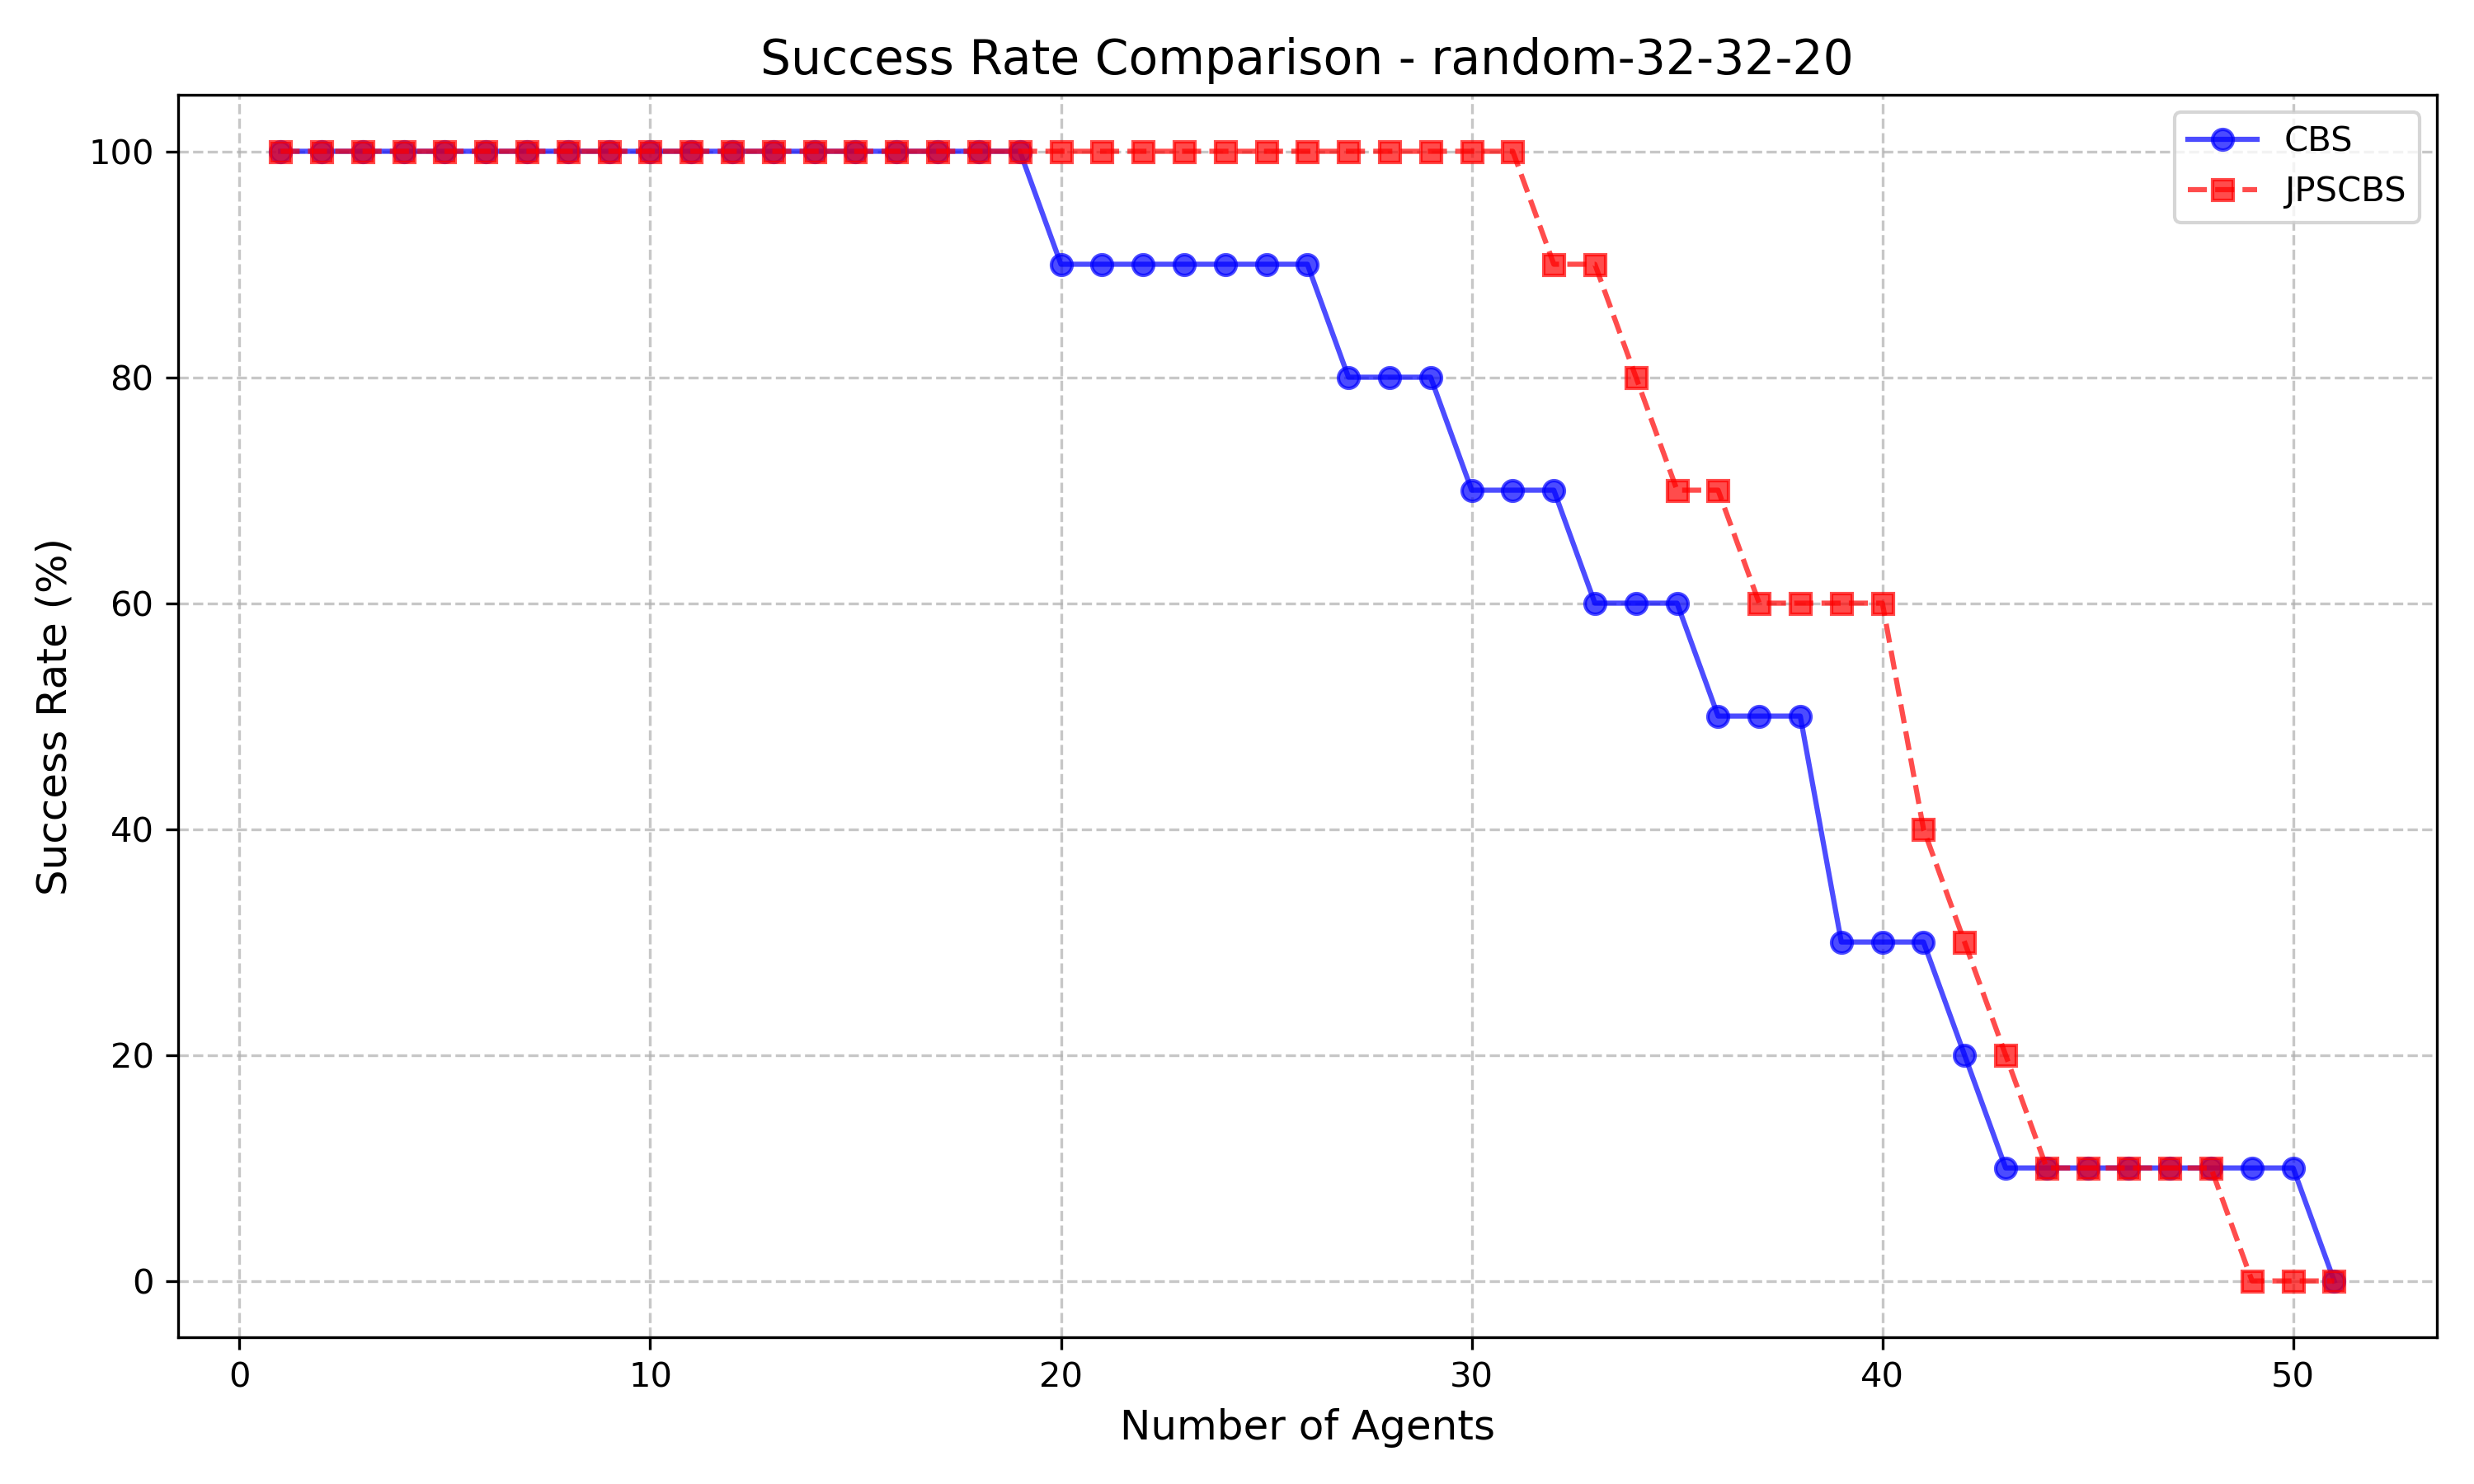 Success Rate Comparison - random-32-32-20
CBS
JPSCBS
Success Rate (%)
100
80
60
40
20
0
0 10 20 30 40 50
Number of Agents